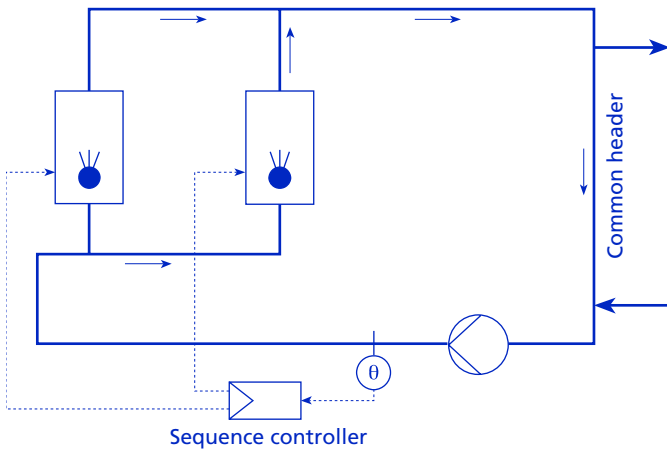 Common header
θ
Sequence controller